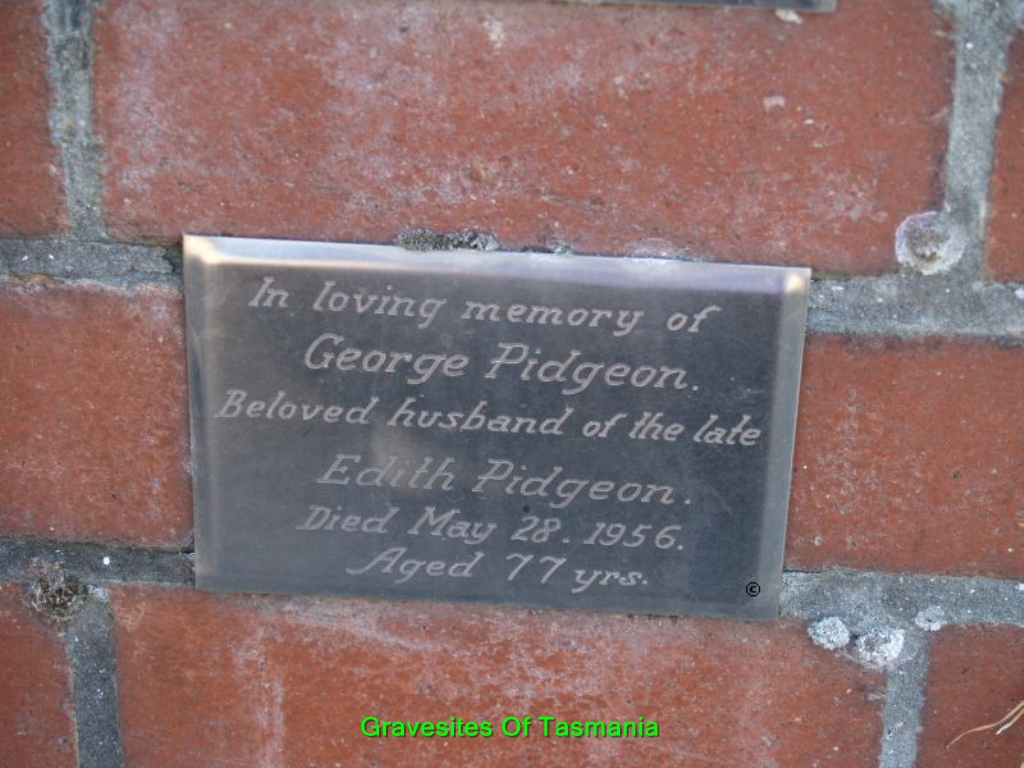 In loving memory of
George Pidgeon.
Beloved husband of the late
Edith Pidgeon.
Died May 28. 1956.
Aged 77 yrs.
©
Gravesites Of Tasmania